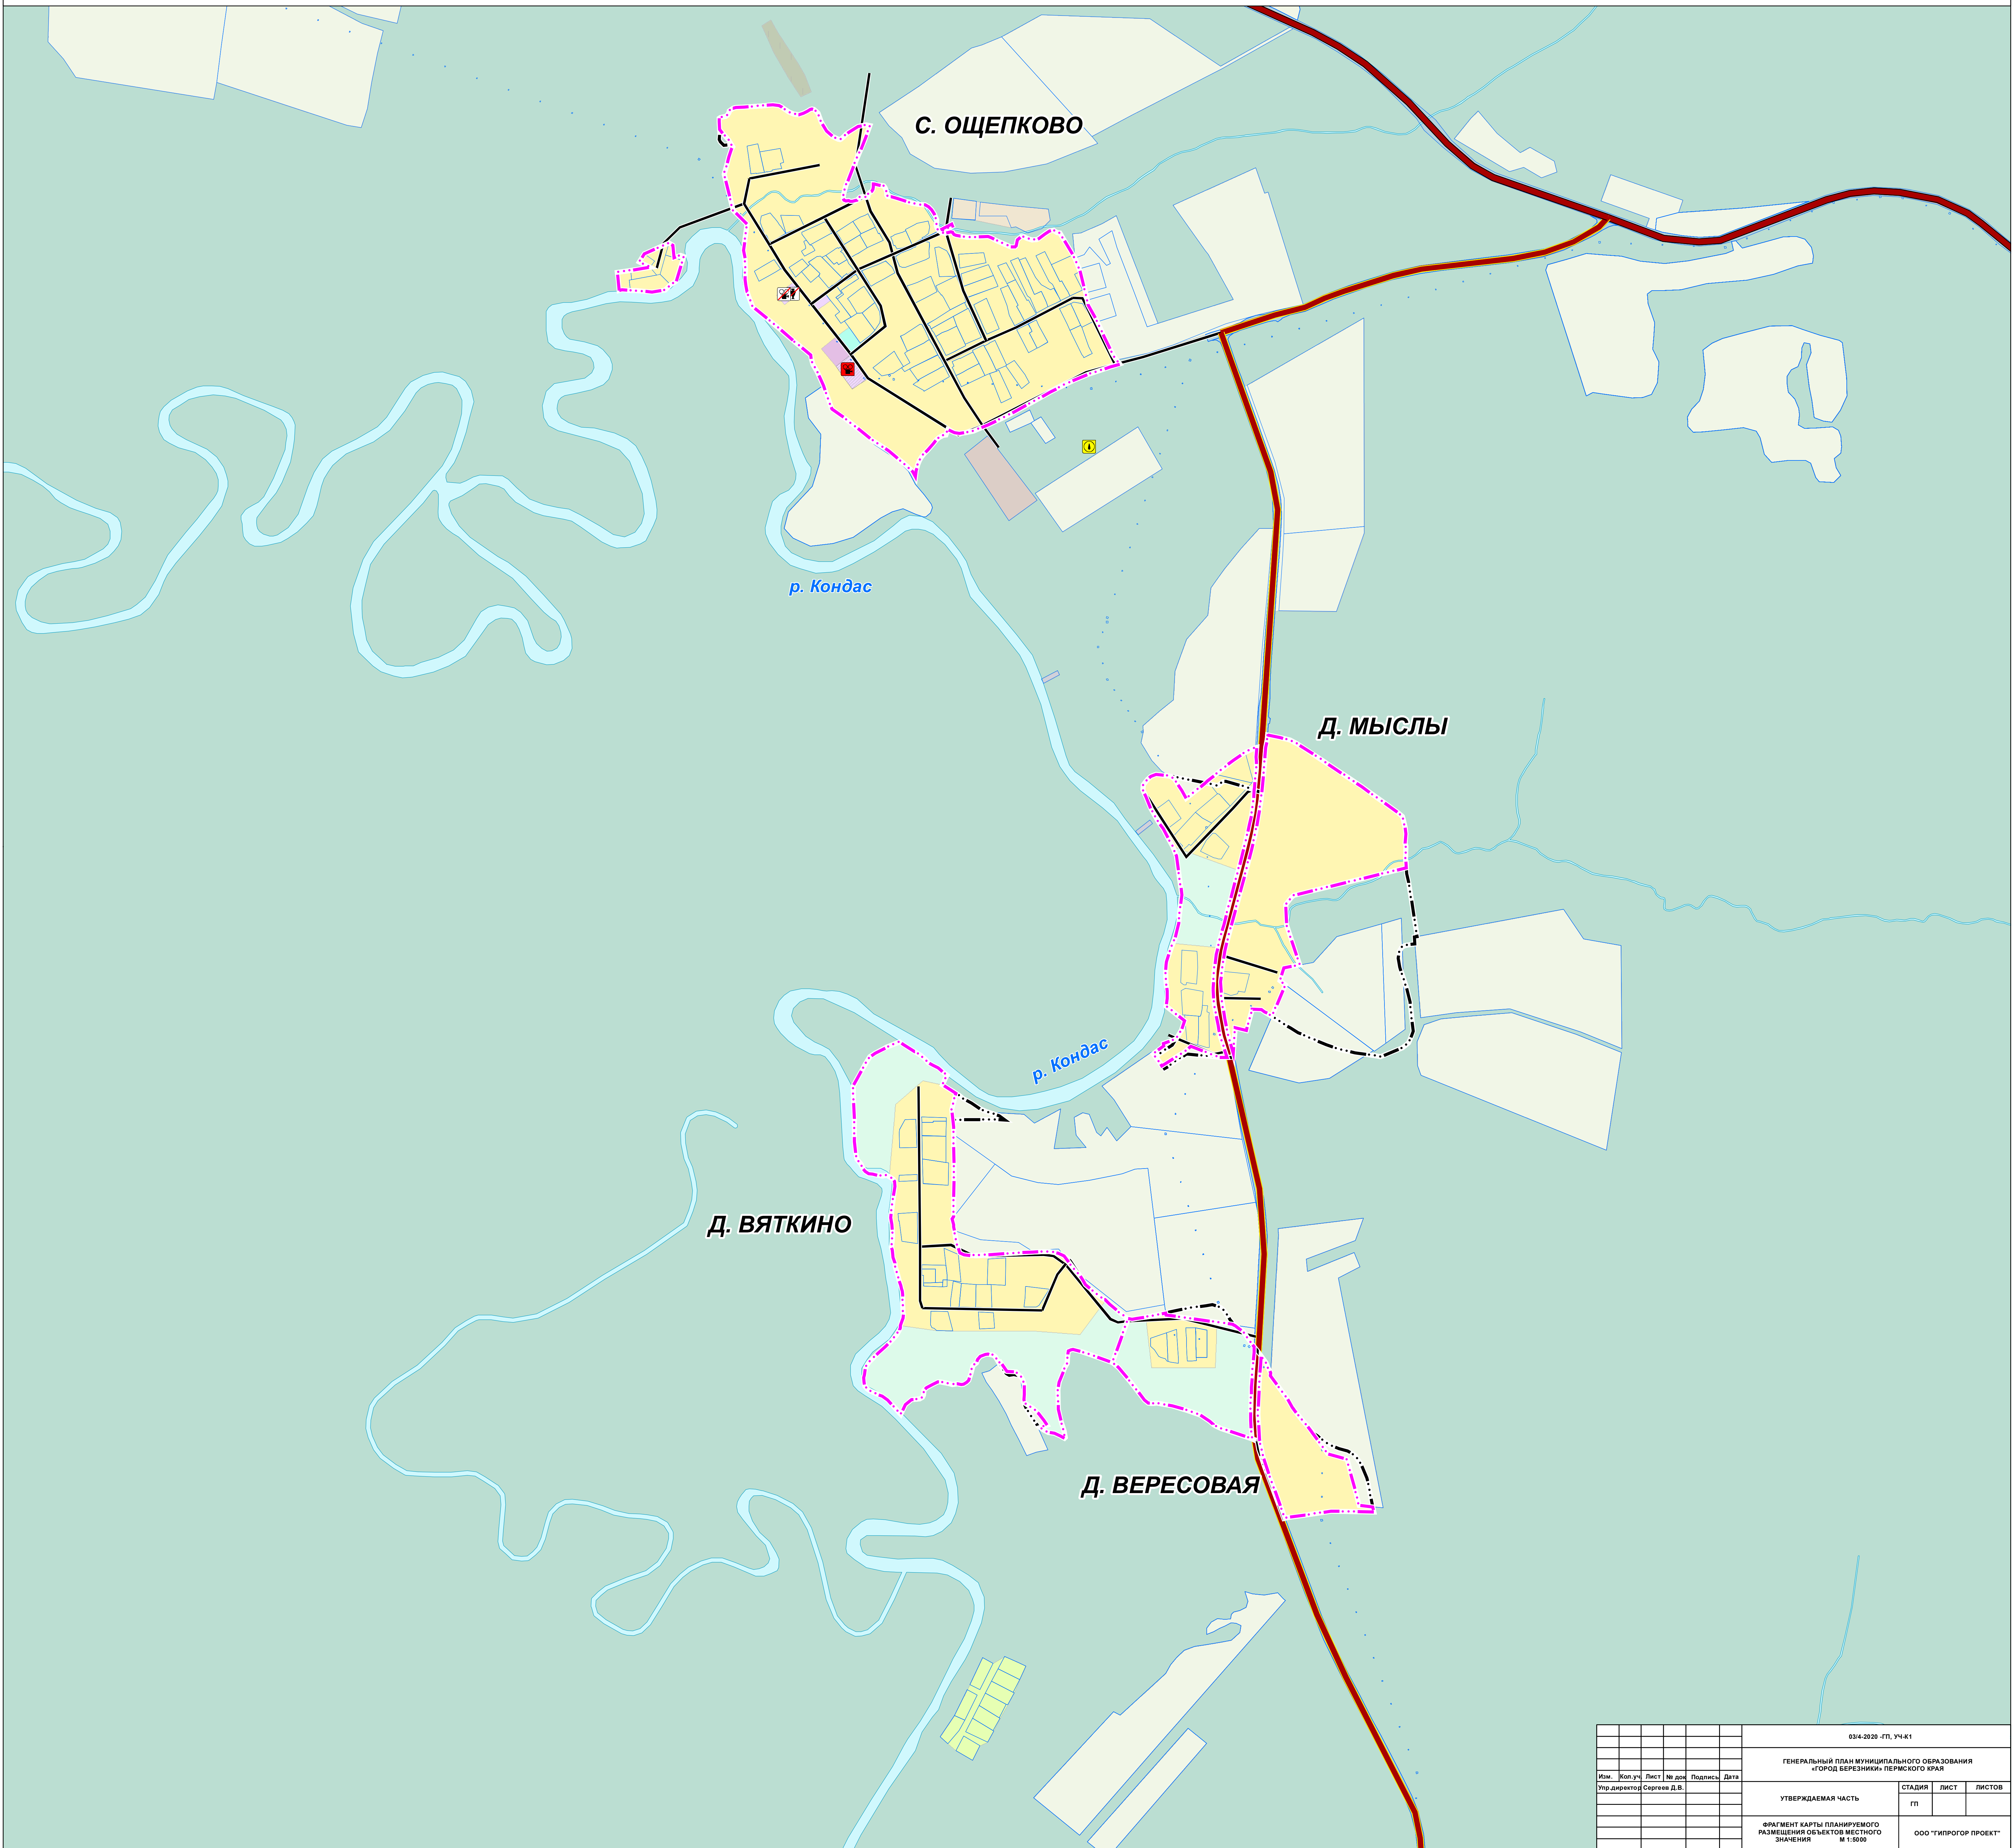 С. ОЩЕПКОВО
р. Кондас
Д. МЫСЛЫ
р. Кондас
Д. ВЯТКИНО
Д. ВЕРЕСОВАЯ
03/4-2020 -ГП, УЧ-К1
ГЕНЕРАЛЬНЫЙ ПЛАН МУНИЦИПАЛЬНОГО ОБРАЗОВАНИЯ
«ГОРОД БЕРЕЗНИКИ» ПЕРМСКОГО КРАЯ
Изм. Кол.уч Лист № док Подпись Дата
Упр.директор Сергеев Д.В.
УТВЕРЖДАЕМАЯ ЧАСТЬ
СТАДИЯ ЛИСТ ЛИСТОВ
ГП
ФРАГМЕНТ КАРТЫ ПЛАНИРУЕМОГО
РАЗМЕЩЕНИЯ ОБЪЕКТОВ МЕСТНОГО
ЗНАЧЕНИЯ М 1:5000
ООО "ГИПРОГОР ПРОЕКТ"